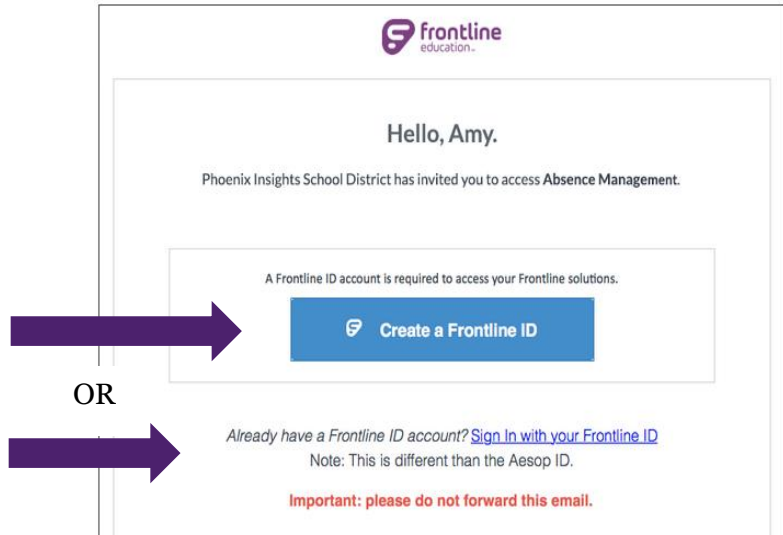 frontline
education™
Hello, Amy.
Phoenix Insights School District has invited you to access Absence Management.
A Frontline ID account is required to access your Frontline solutions.
Create a Frontline ID
OR
Already have a Frontline ID account? Sign In with your Frontline ID
Note: This is different than the Aesop ID.
Important: please do not forward this email.